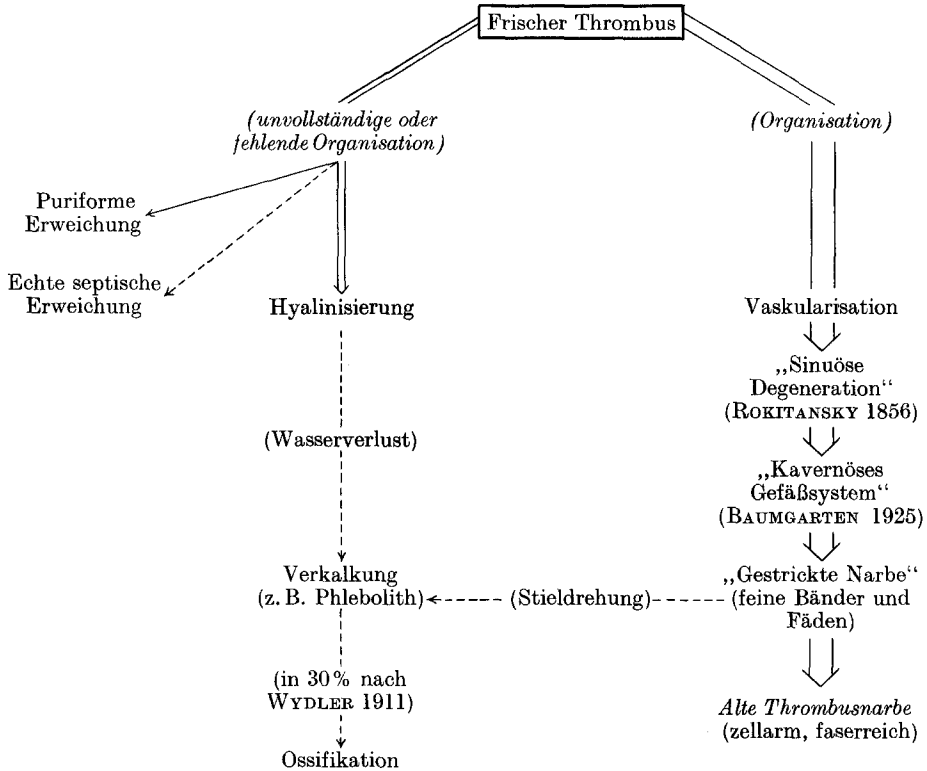 Frischer Thrombus
(unvollständige oder
fehlende Organisation)
(Organisation)
Puriforme
Erweichung
Echte septische
Erweichung
Hyalinisierung
Vaskularisation
„Sinuöse
Degeneration“
(ROKITANSKY 1856)
(Wasserverlust)
„Kavernöses
Gefäßsystem“
(BAUMGARTEN 1925)
Verkalkung
(z. B. Phlebolith)
(Stieldrehung)
„Gestrickte Narbe“
(feine Bänder und
Fäden)
(in 30% nach
WYDLER 1911)
Ossifikation
Alte Thrombusnarbe
(zellarm, faserreich)